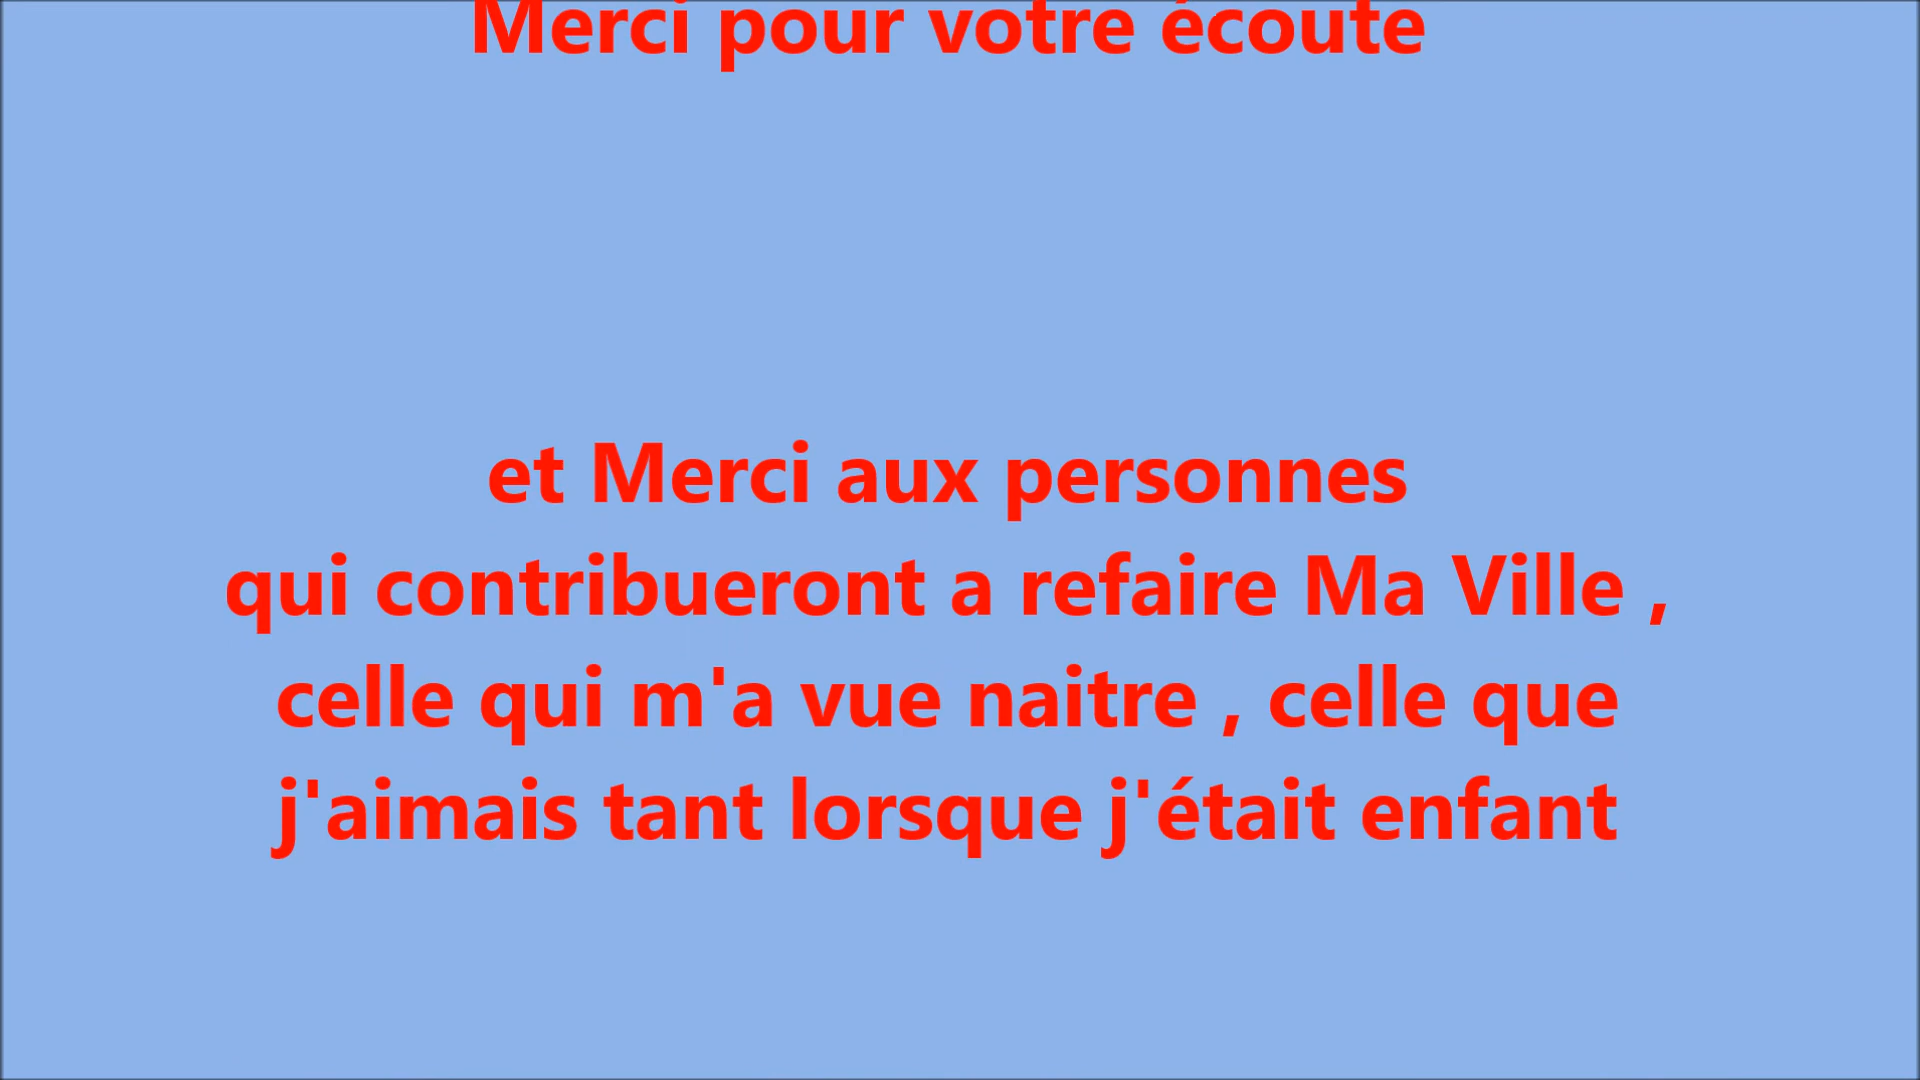 Merci pour votre écoute
et Merci aux personnes
qui contribueront a refaire Ma Ville ,
celle qui m'a vue naitre , celle que
j'aimais tant lorsque j'était enfant